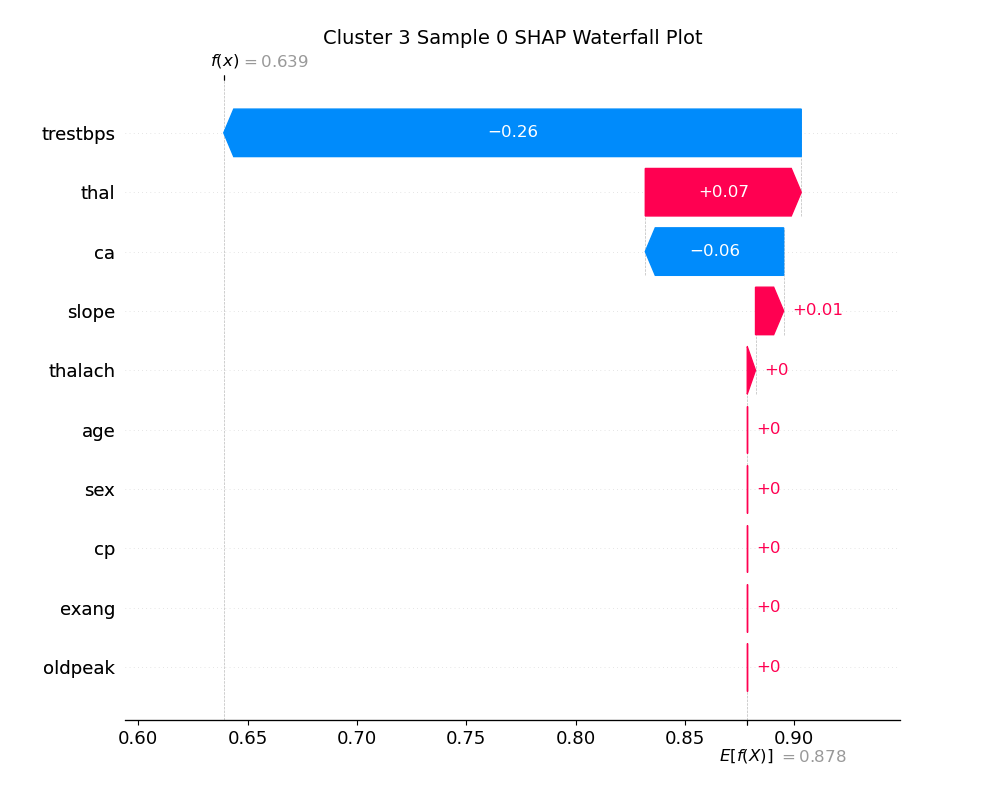 Cluster 3 Sample 0 SHAP Waterfall Plot
f(x) = 0.639
trestbps −0.26
thal +0.07
ca −0.06
slope +0.01
thalach +0
age +0
sex +0
cp +0
exang +0
oldpeak +0
0.60 0.65 0.70 0.75 0.80 0.85 0.90
E[f(X)] = 0.878